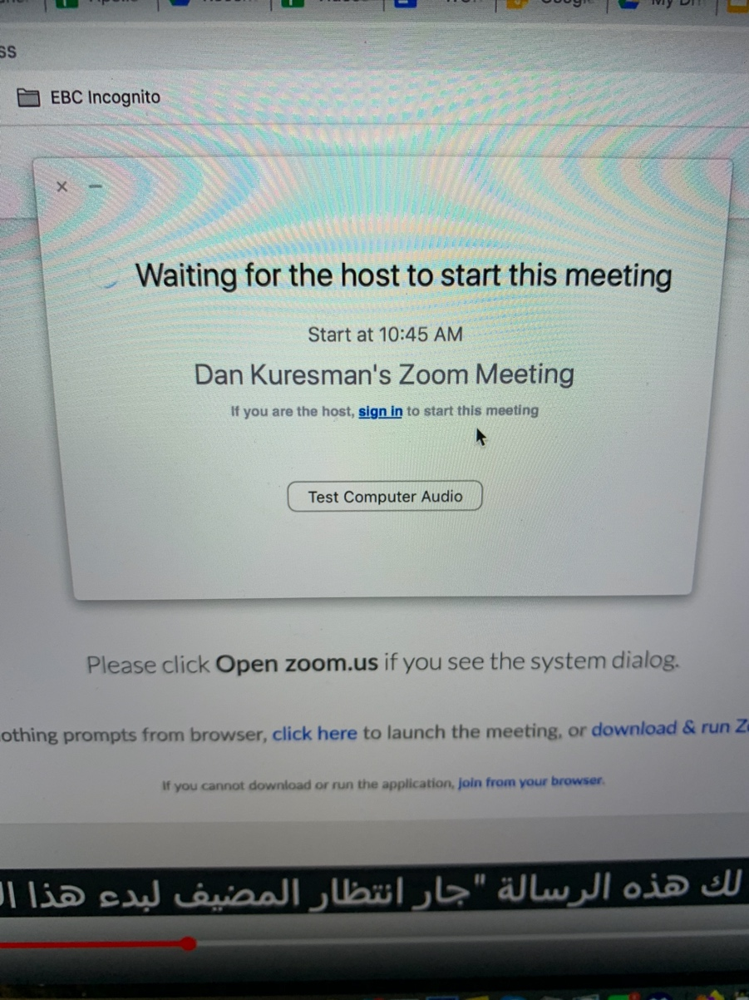 ss
EBC Incognito
Waiting for the host to start this meeting
Start at 10:45 AM
Dan Kuresman's Zoom Meeting
If you are the host, sign in to start this meeting
Test Computer Audio
Please click Open zoom.us if you see the system dialog.
othing prompts from browser, click here to launch the meeting, or download & run Z
If you cannot download or run the application, join from your browser.
لك هذه الرسالة "جار انتظار المضيف لبدء هذا ال